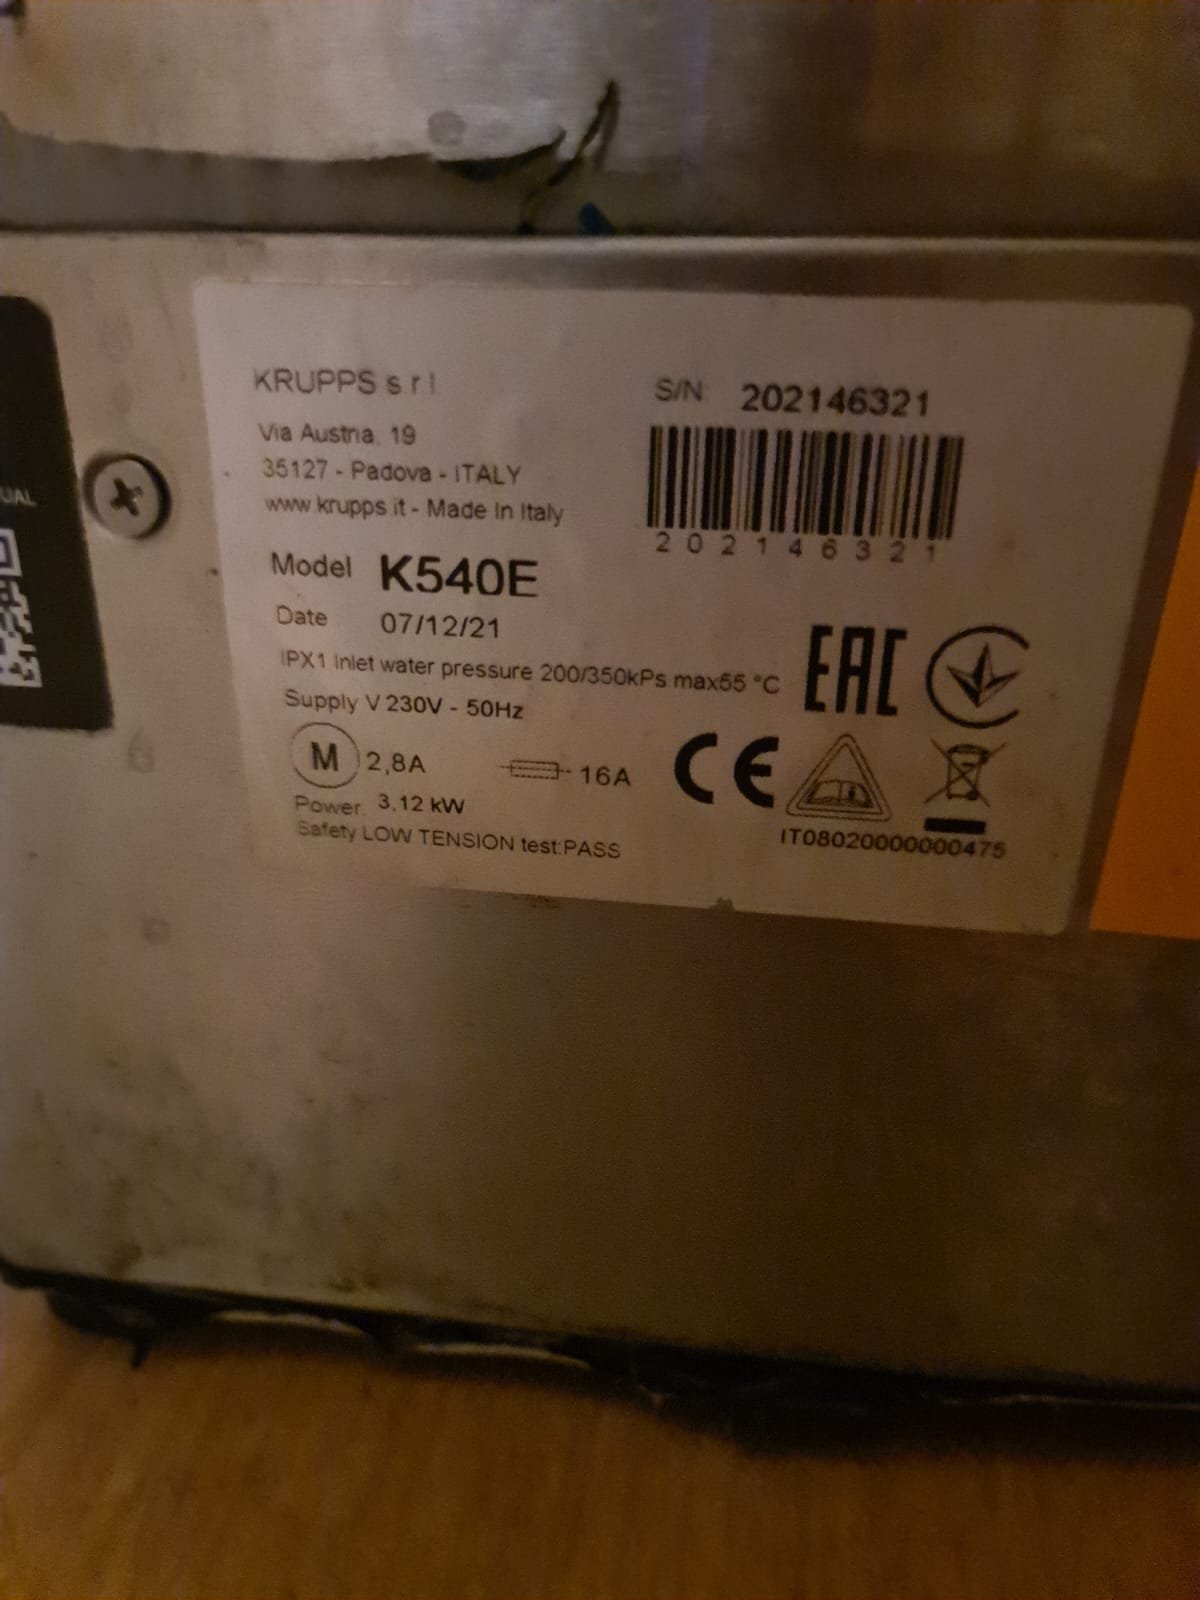 UAL
KRUPPS s r l
Via Austria, 19
35127 - Padova - ITALY
www.krupps.it - Made In Italy
S/N: 202146321
202146321
Model K540E
Date 07/12/21
IPX1 Inlet water pressure 200/350kPs max55 °C
Supply V 230V - 50Hz
M 2,8A 16A
Power: 3,12 kW
Safety LOW TENSION test:PASS
EAC
CE
IT08020000000475